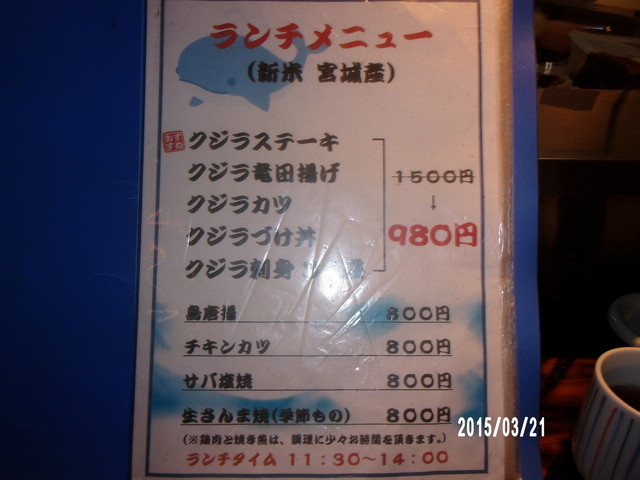 ランチメニュー
(新米 宮城産)
おすすめ クジラステーキ
クジラ竜田揚げ
クジラカツ
クジラづけ丼
クジラ刺身
1500円
↓
980円
鳥唐揚 800円
チキンカツ 800円
サバ塩焼 800円
生さんま焼(季節もの) 800円
(※鶏肉と焼き魚は、調理に少々お時間を頂きます。)
ランチタイム 11:30~14:00
2015/03/21